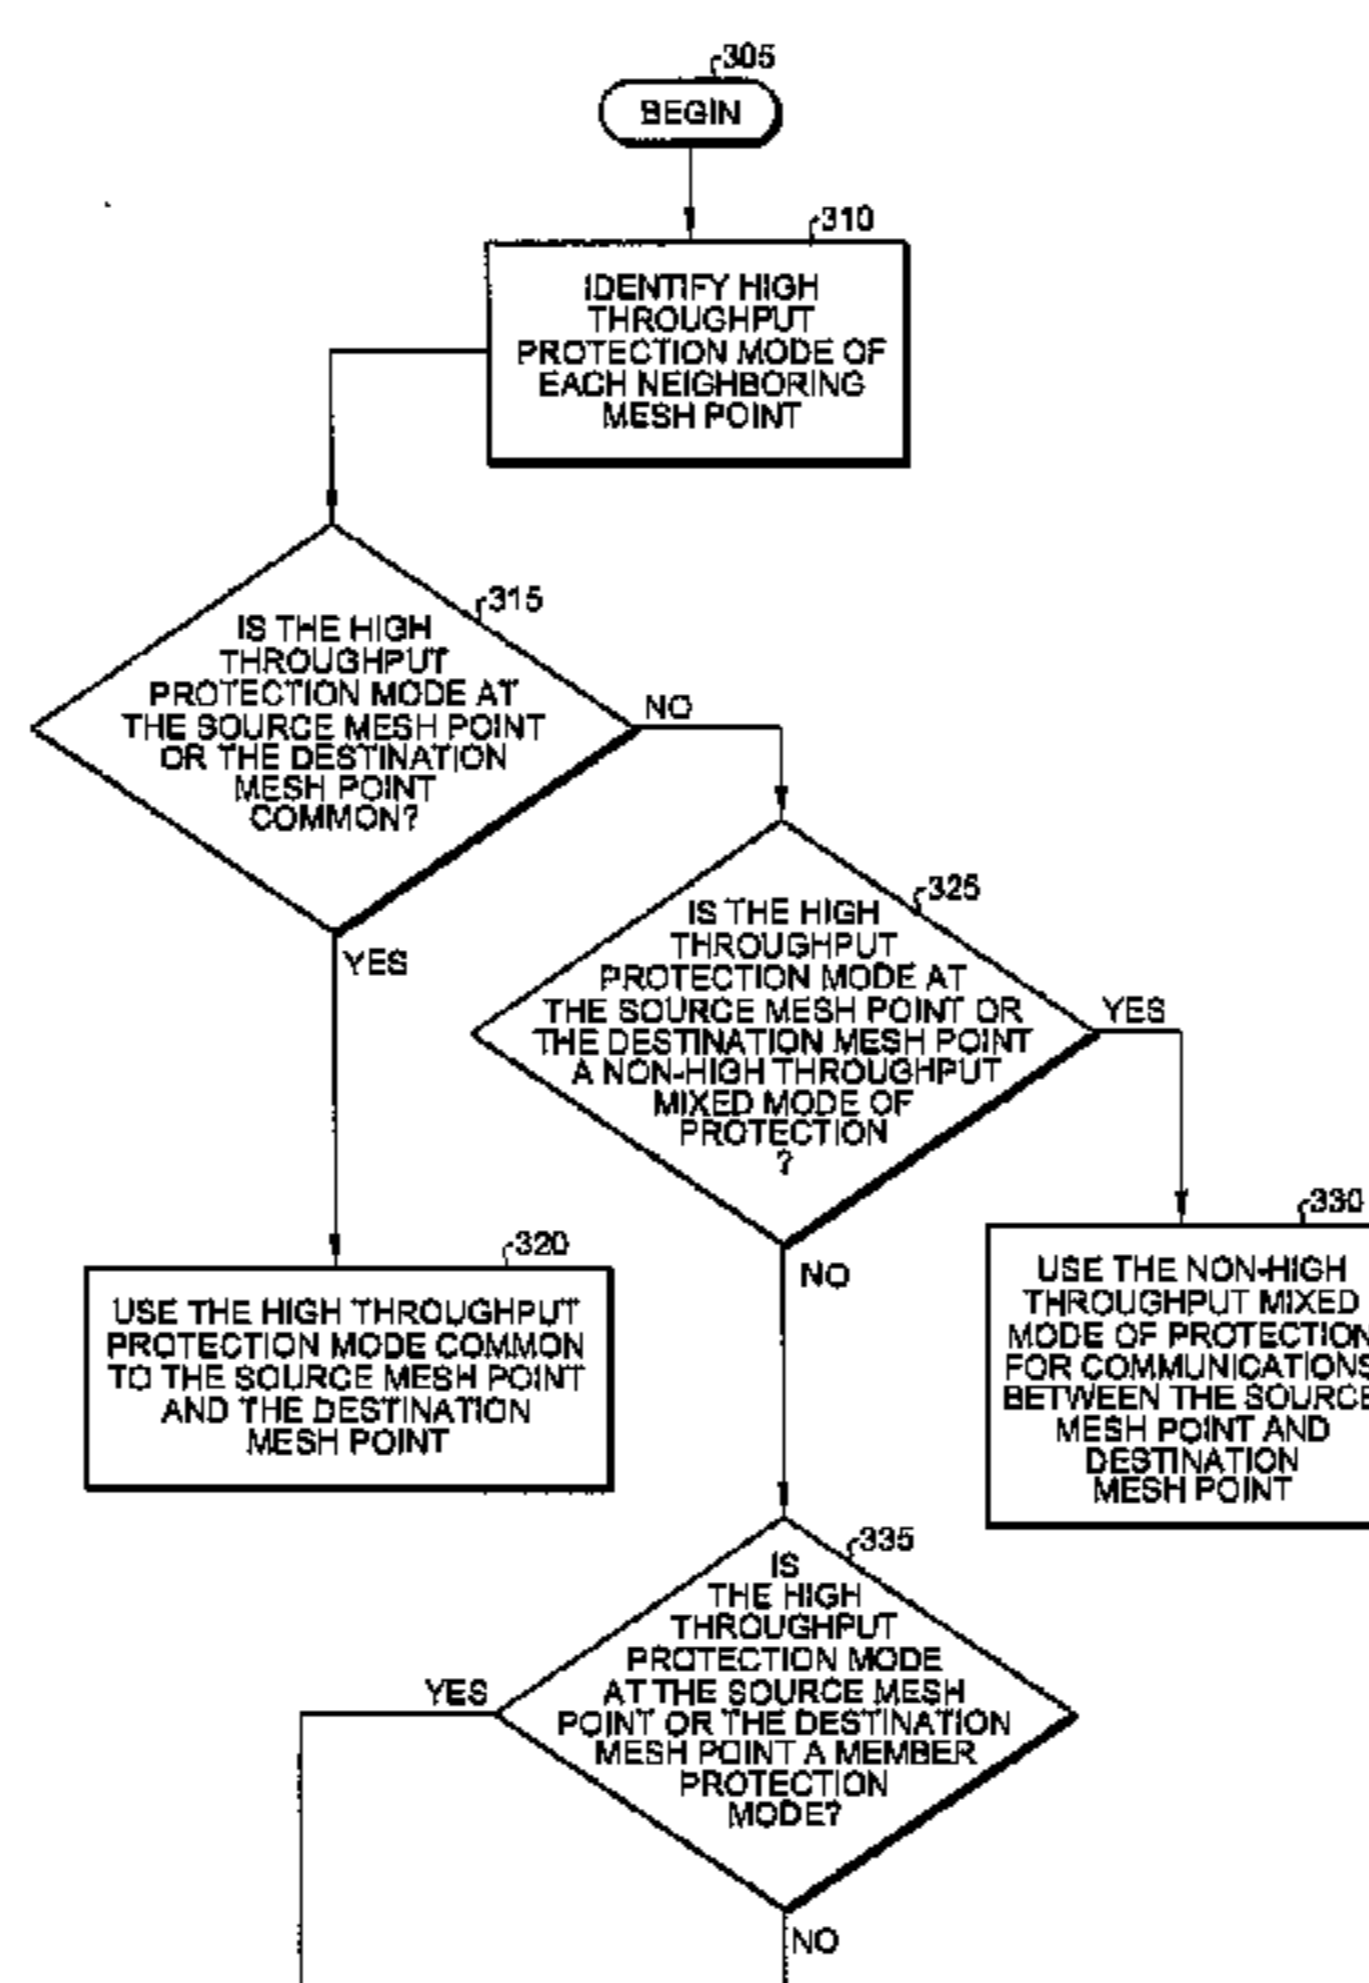 305
BEGIN
310
IDENTIFY HIGH
THROUGHPUT
PROTECTION MODE OF
EACH NEIGHBORING
MESH POINT
315
IS THE HIGH
THROUGHPUT
PROTECTION MODE AT
THE SOURCE MESH POINT
OR THE DESTINATION
MESH POINT
COMMON?
NO
YES
325
IS THE HIGH
THROUGHPUT
PROTECTION MODE AT
THE SOURCE MESH POINT OR
THE DESTINATION MESH POINT
A NON-HIGH THROUGHPUT
MIXED MODE OF
PROTECTION
?
YES
NO
320
USE THE HIGH THROUGHPUT
PROTECTION MODE COMMON
TO THE SOURCE MESH POINT
AND THE DESTINATION
MESH POINT
330
USE THE NON-HIGH
THROUGHPUT MIXED
MODE OF PROTECTION
FOR COMMUNICATIONS
BETWEEN THE SOURCE
MESH POINT AND
DESTINATION
MESH POINT
335
IS
THE HIGH
THROUGHPUT
PROTECTION MODE
AT THE SOURCE MESH
POINT OR THE DESTINATION
MESH POINT A MEMBER
PROTECTION
MODE?
YES
NO